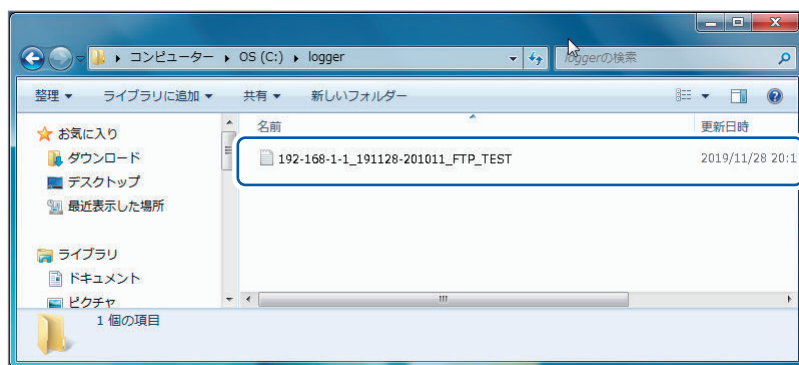 コンピューター ▸ OS (C:) ▸ logger
loggerの検索
整理 ライブラリに追加 共有 新しいフォルダー
お気に入り
ダウンロード
デスクトップ
最近表示した場所
ライブラリ
ドキュメント
ピクチャ
名前 更新日時
192-168-1-1_191128-201011_FTP_TEST 2019/11/28 20:1
1 個の項目